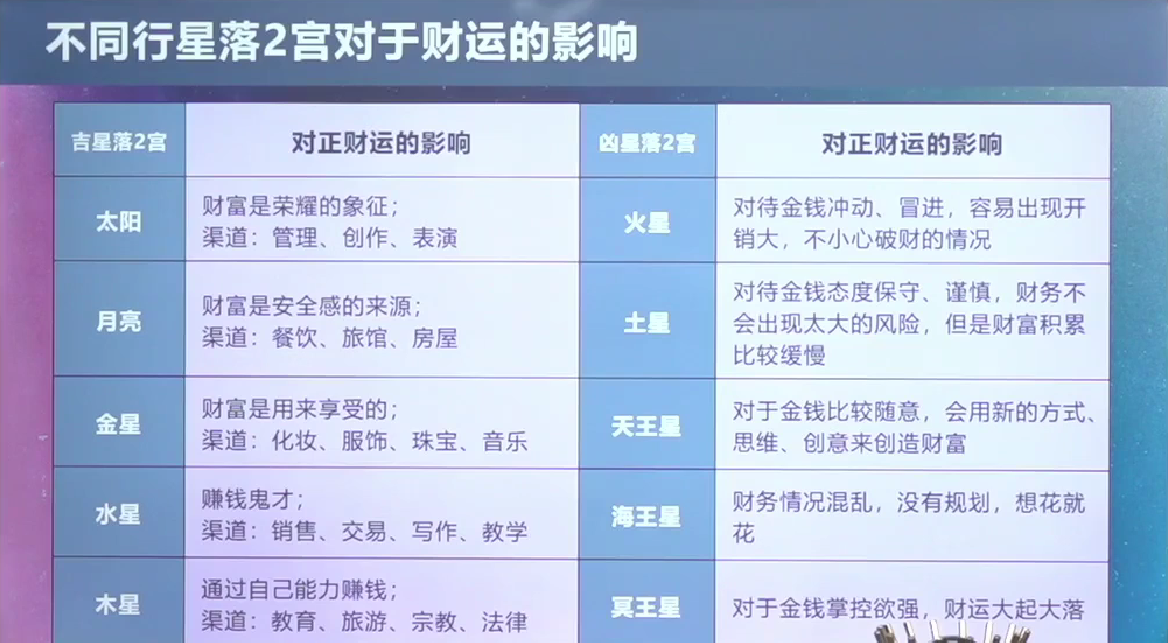 不同行星落2宫对于财运的影响
吉星落2宫
对正财运的影响
凶星落2宫
对正财运的影响
太阳
财富是荣耀的象征；
渠道：管理、创作、表演
火星
对待金钱冲动、冒进，容易出现开
销大，不小心破财的情况
月亮
财富是安全感的来源；
渠道：餐饮、旅馆、房屋
土星
对待金钱态度保守、谨慎，财务不
会出现太大的风险，但是财富积累
比较缓慢
金星
财富是用来享受的；
渠道：化妆、服饰、珠宝、音乐
天王星
对于金钱比较随意，会用新的方式、
思维、创意来创造财富
水星
赚钱鬼才；
渠道：销售、交易、写作、教学
海王星
财务情况混乱，没有规划，想花就
花
木星
通过自己能力赚钱；
渠道：教育、旅游、宗教、法律
冥王星
对于金钱掌控欲强，财运大起大落